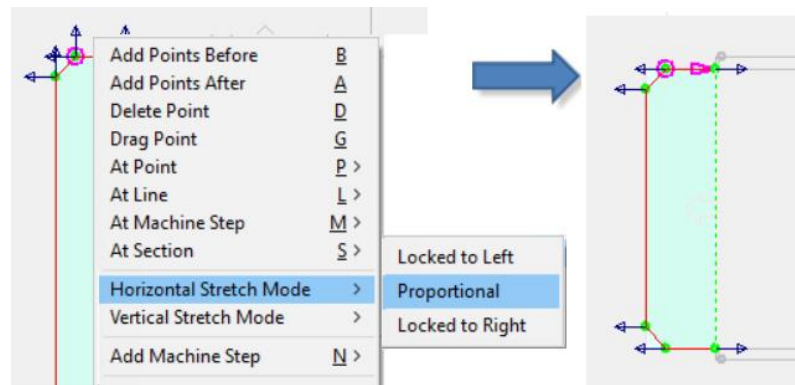 Add Points Before B
Add Points After A
Delete Point D
Drag Point G
At Point P >
At Line L >
At Machine Step M >
At Section S >
Horizontal Stretch Mode >
Vertical Stretch Mode >
Add Machine Step N >
Locked to Left
Proportional
Locked to Right